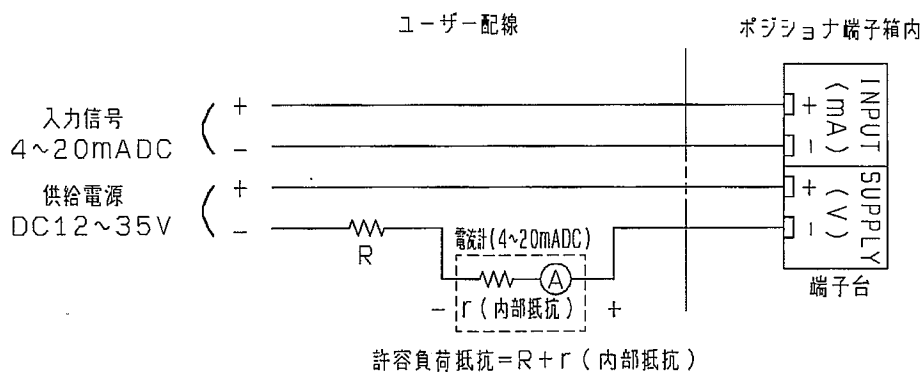 ユーザー配線
ポジショナ端子箱内
入力信号
4~20mADC
+
-
供給電源
DC12~35V
+
-
R
電流計(4~20mADC)
A
- r(内部抵抗) +
+
-
INPUT
(mA)
+
-
SUPPLY
(V)
端子台
許容負荷抵抗=R+r(内部抵抗)